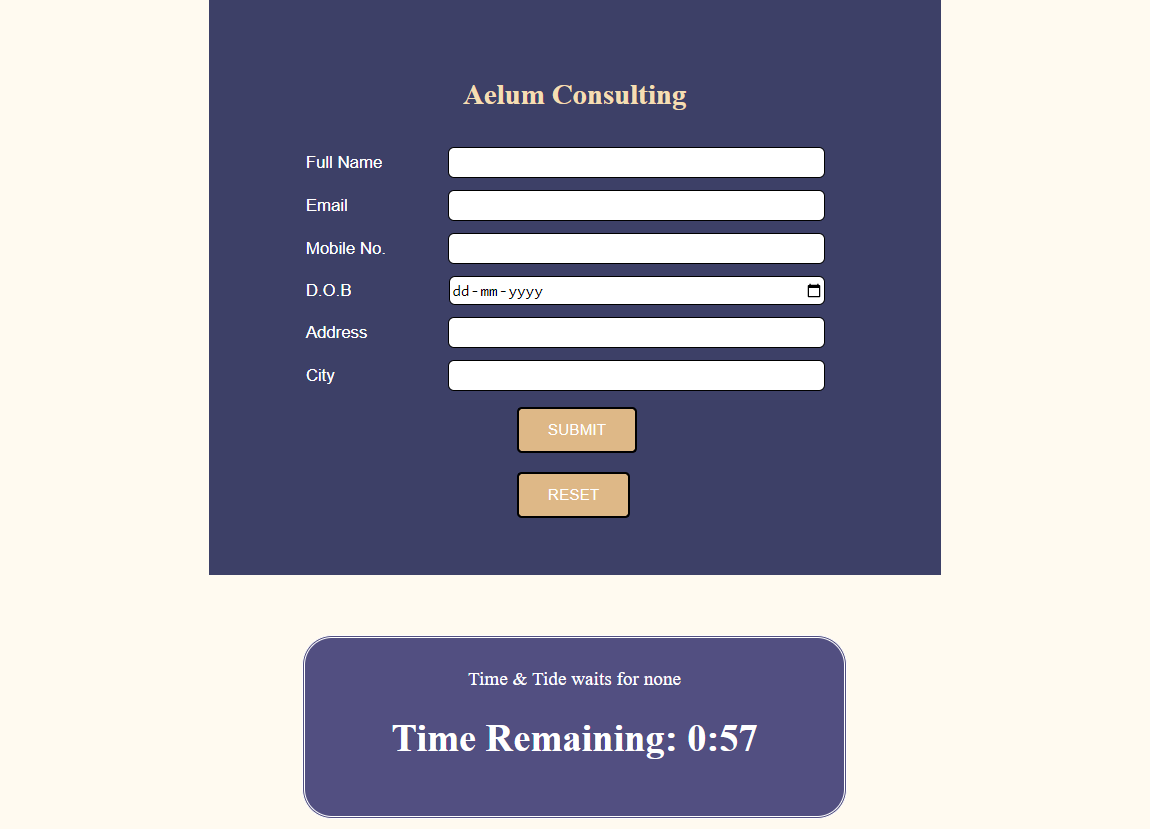 Aelum Consulting
Full Name
Email
Mobile No.
D.O.B
dd-mm-yyyy
Address
City
SUBMIT
RESET
Time & Tide waits for none
Time Remaining: 0:57